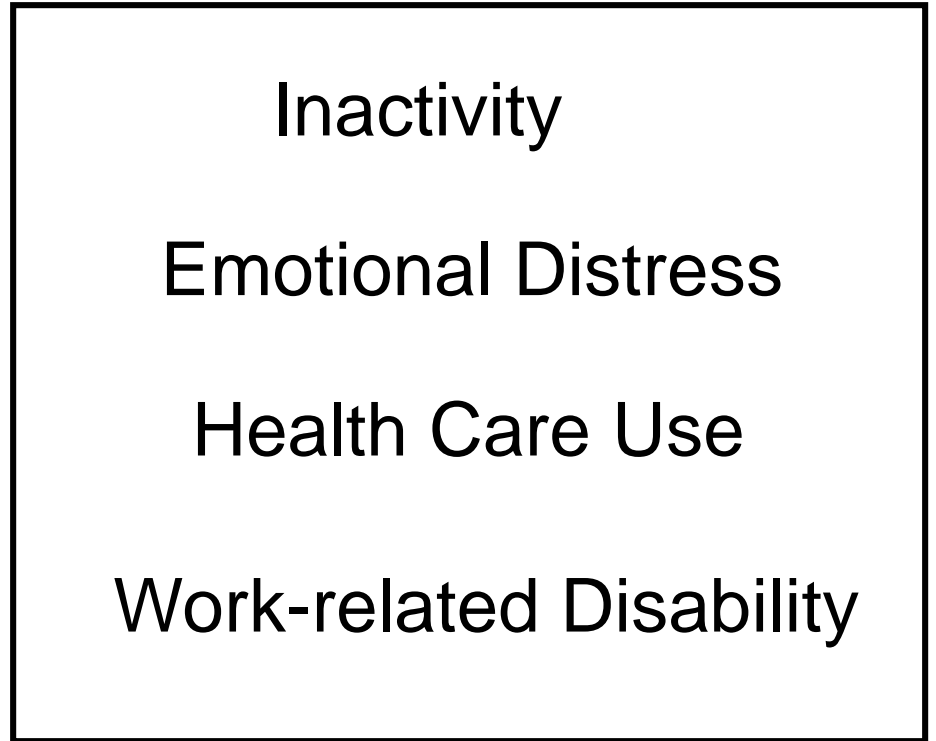 Inactivity
Emotional Distress
Health Care Use
Work-related Disability